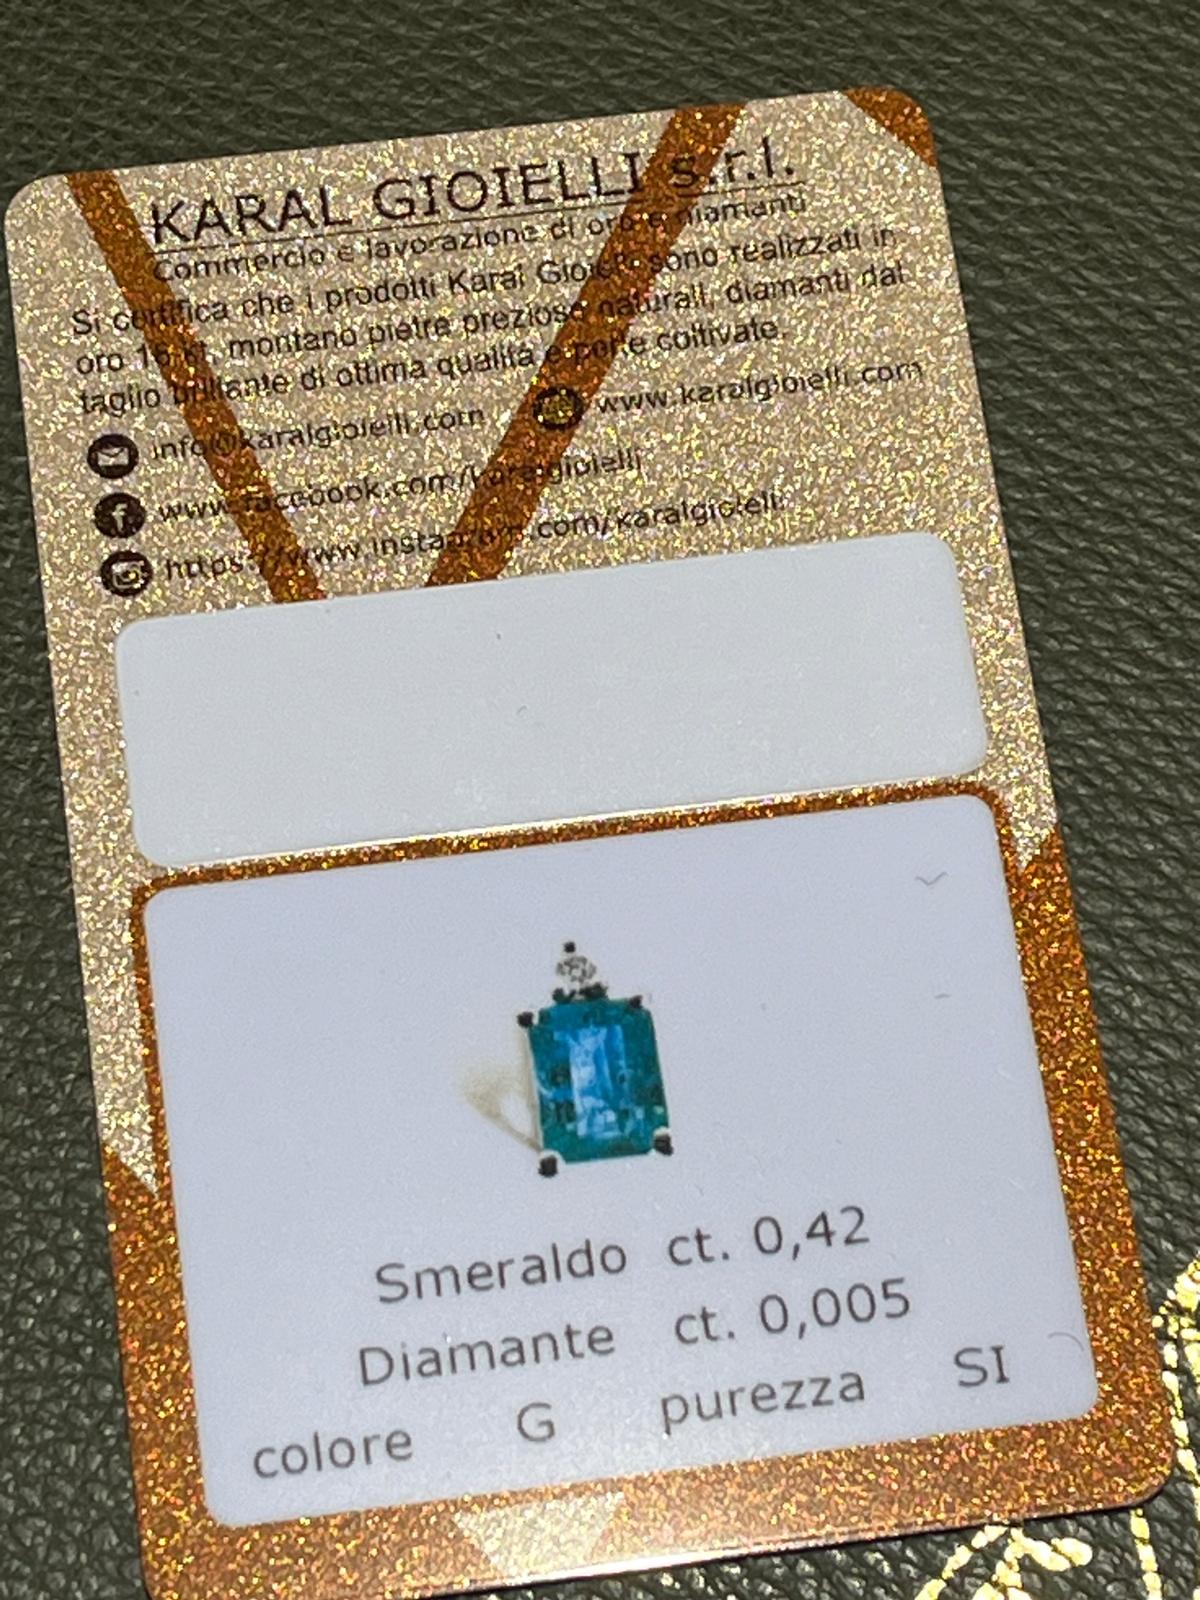 KARAL GIOIELLI s.r.l.
Commercio e lavorazione di oro e diamanti
Si certifica che i prodotti Karal Gioielli sono realizzati in
oro 18 kt, montano pietre preziose naturali, diamanti dal
taglio brillante di ottima qualità e perle coltivate.
info@karalgioielli.com www.karalgioielli.com
www.facebook.com/karalgioielli
https://www.instagram.com/karalgioielli
Smeraldo ct. 0,42
Diamante ct. 0,005
colore G purezza SI